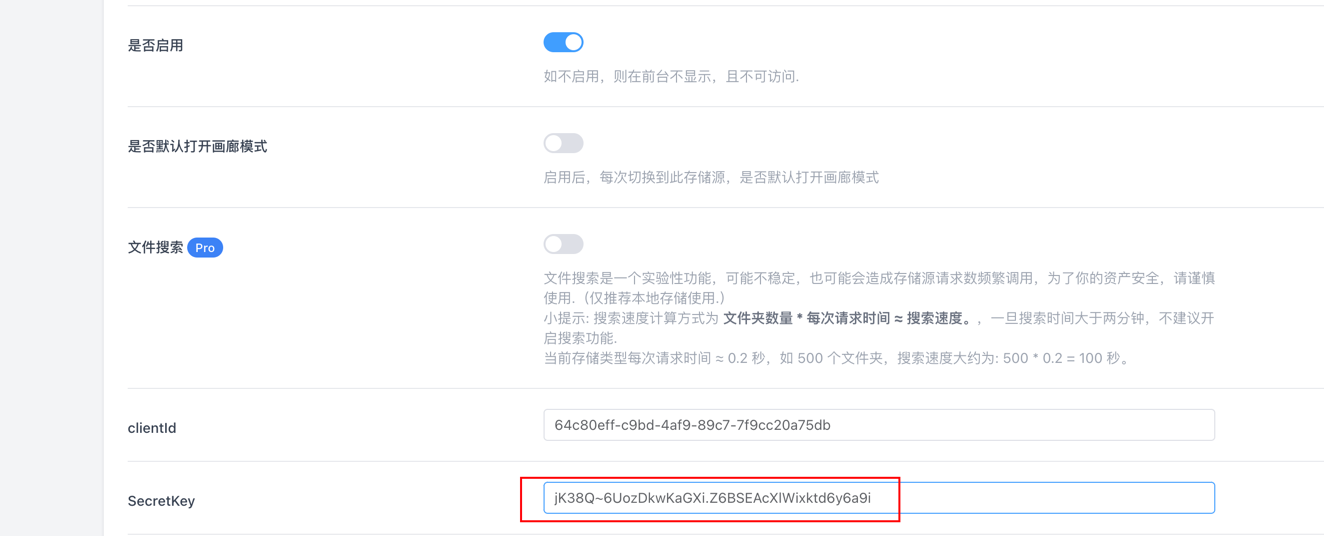 是否启用
如不启用，则在前台不显示，且不可访问.
是否默认打开画廊模式
启用后，每次切换到此存储源，是否默认打开画廊模式
文件搜索 Pro
文件搜索是一个实验性功能，可能不稳定，也可能会造成存储源请求数频繁调用，为了你的资产安全，请谨慎
使用.（仅推荐本地存储使用.）
小提示: 搜索速度计算方式为 文件夹数量 * 每次请求时间 ≈ 搜索速度。，一旦搜索时间大于两分钟，不建议开
启搜索功能.
当前存储类型每次请求时间 ≈ 0.2 秒，如 500 个文件夹，搜索速度大约为: 500 * 0.2 = 100 秒。
clientId
64c80eff-c9bd-4af9-89c7-7f9cc20a75db
SecretKey
jK38Q~6UozDkwKaGXi.Z6BSEAcXlWixktd6y6a9i